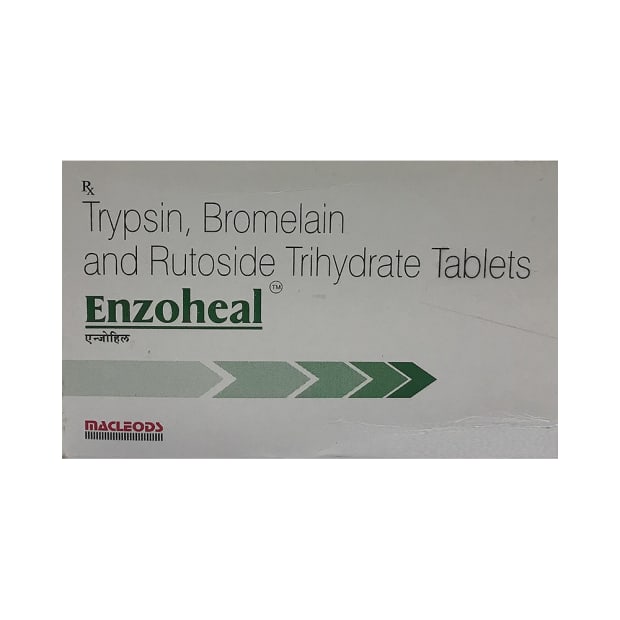 Rx
Trypsin, Bromelain
and Rutoside Trihydrate Tablets
Enzoheal™
एन्जोहिल
MACLEODS